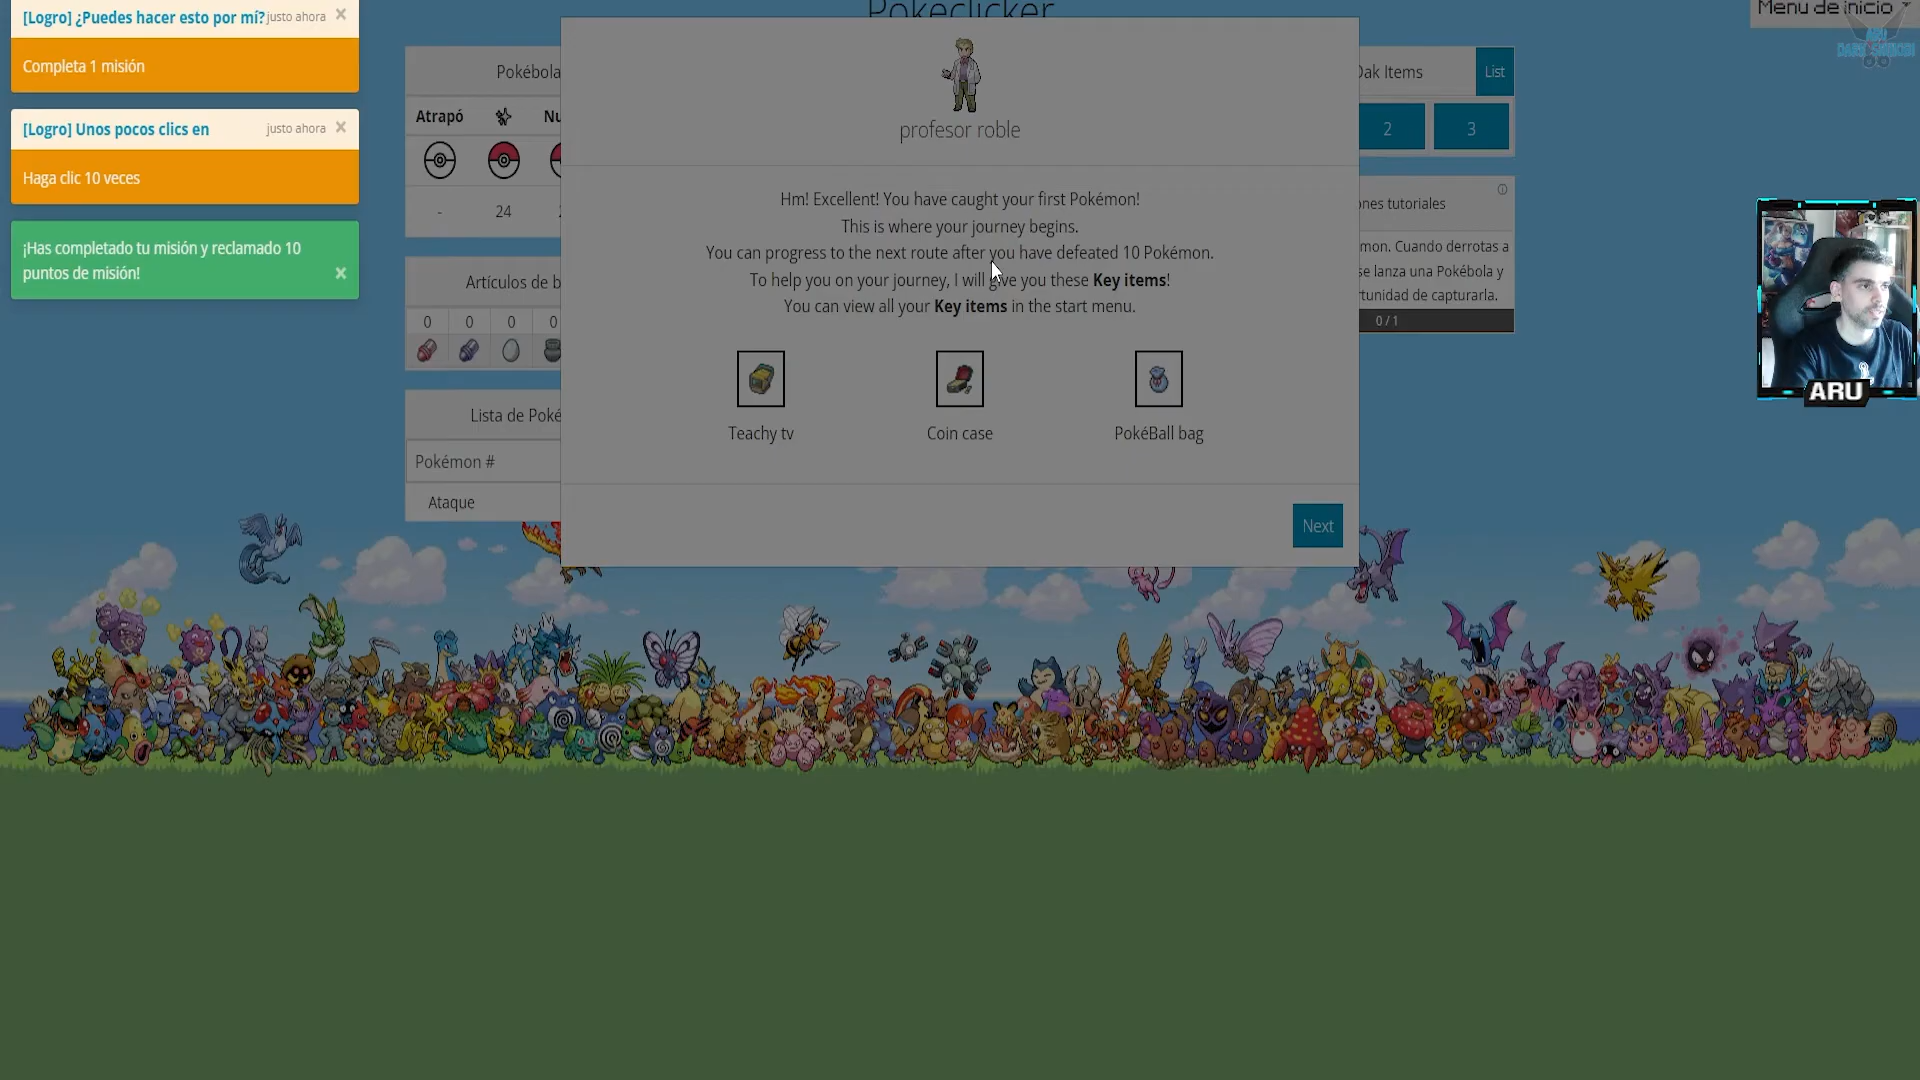 Pokéclicker
Menú de inicio
[Logro] ¿Puedes hacer esto por mí?
justo ahora
×
Completa 1 misión
[Logro] Unos pocos clics en
justo ahora
×
Haga clic 10 veces
¡Has completado tu misión y reclamado 10
puntos de misión!
×
Pokébola
Atrapó
Nu
-
24
Artículos de b
0
0
0
0
Lista de Poké
Pokémon #
Ataque
profesor roble
Hm! Excellent! You have caught your first Pokémon!
This is where your journey begins.
You can progress to the next route after you have defeated 10 Pokémon.
To help you on your journey, I will give you these Key items!
You can view all your Key items in the start menu.
Teachy tv
Coin case
PokéBall bag
Next
Oak Items
List
2
3
nes tutoriales
mon. Cuando derrotas a
se lanza una Pokébola y
rtunidad de capturarla.
0 / 1
ARU